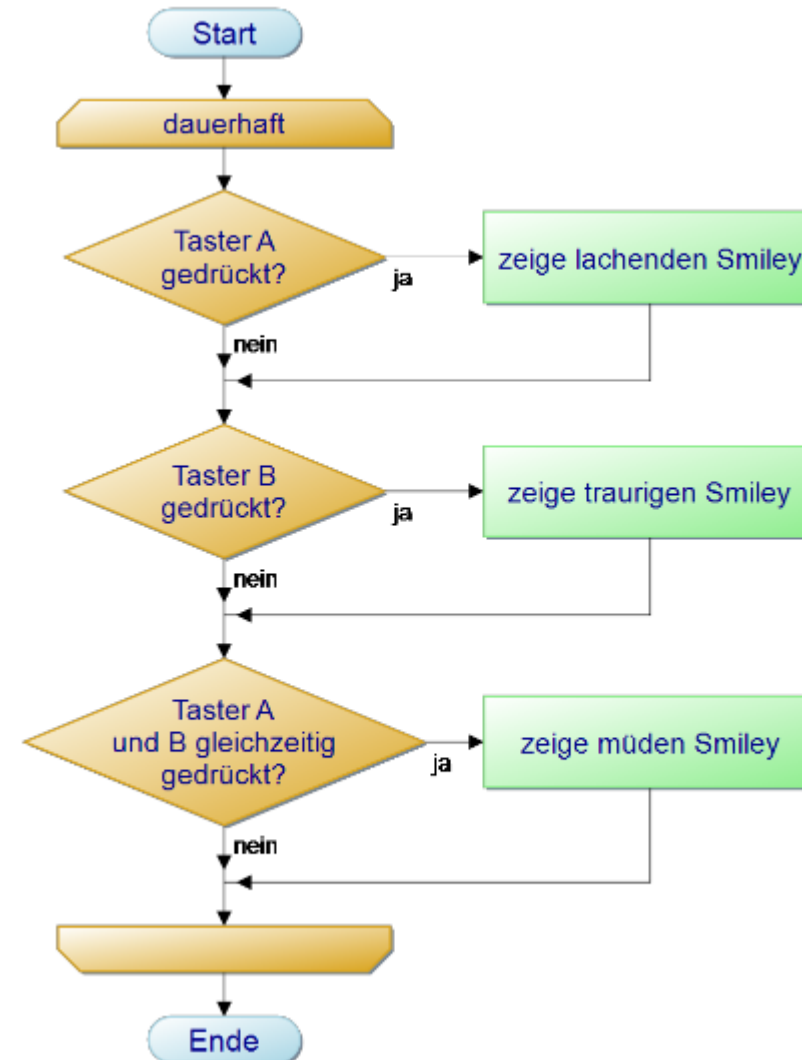 Start
dauerhaft
Taster A
gedrückt?
ja
zeige lachenden Smiley
nein
Taster B
gedrückt?
ja
zeige traurigen Smiley
nein
Taster A
und B gleichzeitig
gedrückt?
ja
zeige müden Smiley
nein
Ende